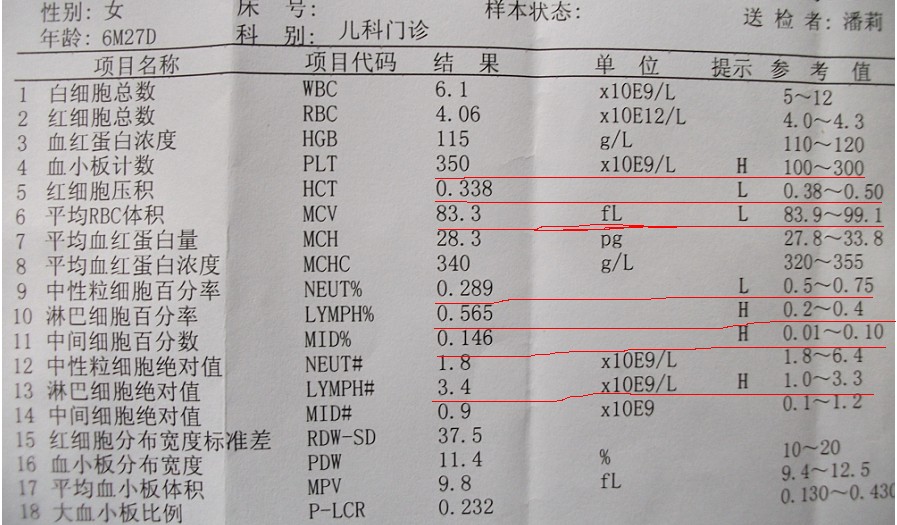 性别: 女 床 号: 样本状态: 送 检 者: 潘莉
年龄: 6M27D 科 别: 儿科门诊
项目名称 项目代码 结 果 单 位 提示 参 考 值
1 白细胞总数 WBC 6.1 x10E9/L 5~12
2 红细胞总数 RBC 4.06 x10E12/L 4.0~4.3
3 血红蛋白浓度 HGB 115 g/L 110~120
4 血小板计数 PLT 350 x10E9/L H 100~300
5 红细胞压积 HCT 0.338 L 0.38~0.50
6 平均RBC体积 MCV 83.3 fL L 83.9~99.1
7 平均血红蛋白量 MCH 28.3 pg 27.8~33.8
8 平均血红蛋白浓度 MCHC 340 g/L 320~355
9 中性粒细胞百分率 NEUT% 0.289 L 0.5~0.75
10 淋巴细胞百分率 LYMPH% 0.565 H 0.2~0.4
11 中间细胞百分数 MID% 0.146 H 0.01~0.10
12 中性粒细胞绝对值 NEUT# 1.8 x10E9/L 1.8~6.4
13 淋巴细胞绝对值 LYMPH# 3.4 x10E9/L H 1.0~3.3
14 中间细胞绝对值 MID# 0.9 x10E9 0.1~1.2
15 红细胞分布宽度标准差 RDW-SD 37.5
16 血小板分布宽度 PDW 11.4 % 10~20
17 平均血小板体积 MPV 9.8 fL 9.4~12.5
18 大血小板比例 P-LCR 0.232 0.130~0.430